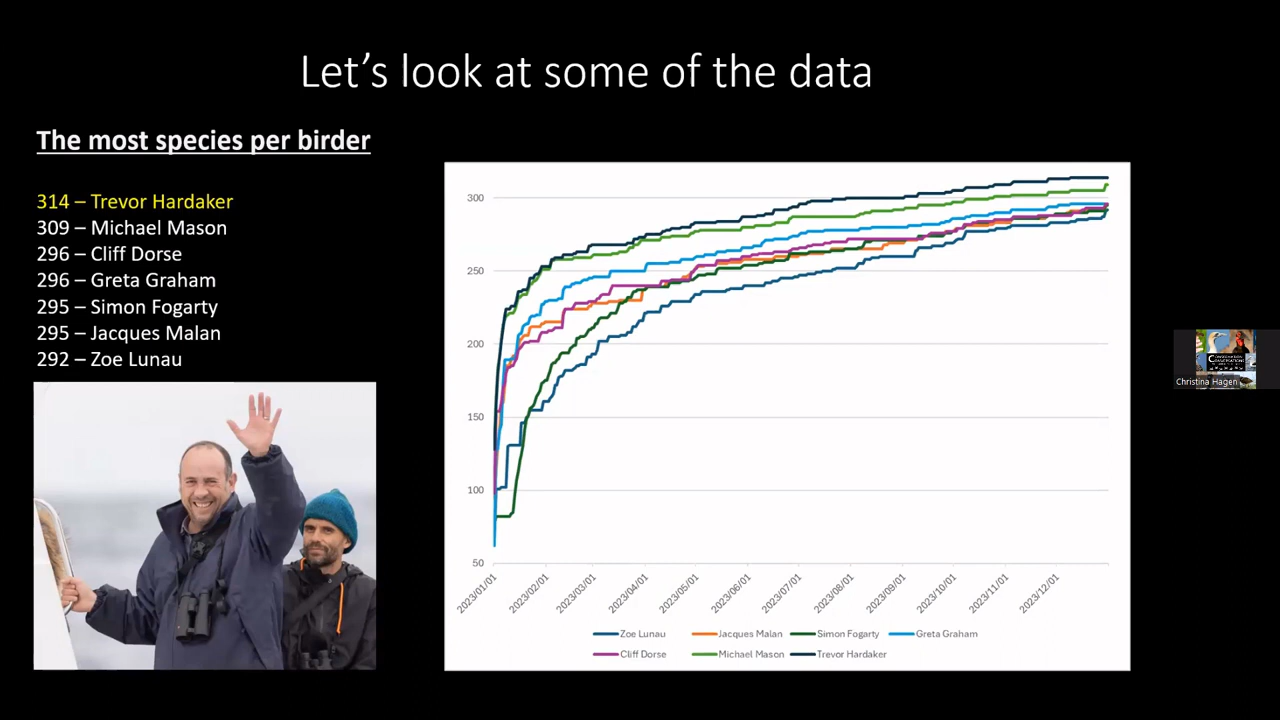 Let's look at some of the data
The most species per birder
314 – Trevor Hardaker
309 – Michael Mason
296 – Cliff Dorse
296 – Greta Graham
295 – Simon Fogarty
295 – Jacques Malan
292 – Zoe Lunau
300
250
200
150
100
50
2023/01/01
2023/02/01
2023/03/01
2023/04/01
2023/05/01
2023/06/01
2023/07/01
2023/08/01
2023/09/01
2023/10/01
2023/11/01
2023/12/01
Zoe Lunau
Jacques Malan
Simon Fogarty
Greta Graham
Cliff Dorse
Michael Mason
Trevor Hardaker
CONSERVATION
CONVERSATIONS
Christina Hagen